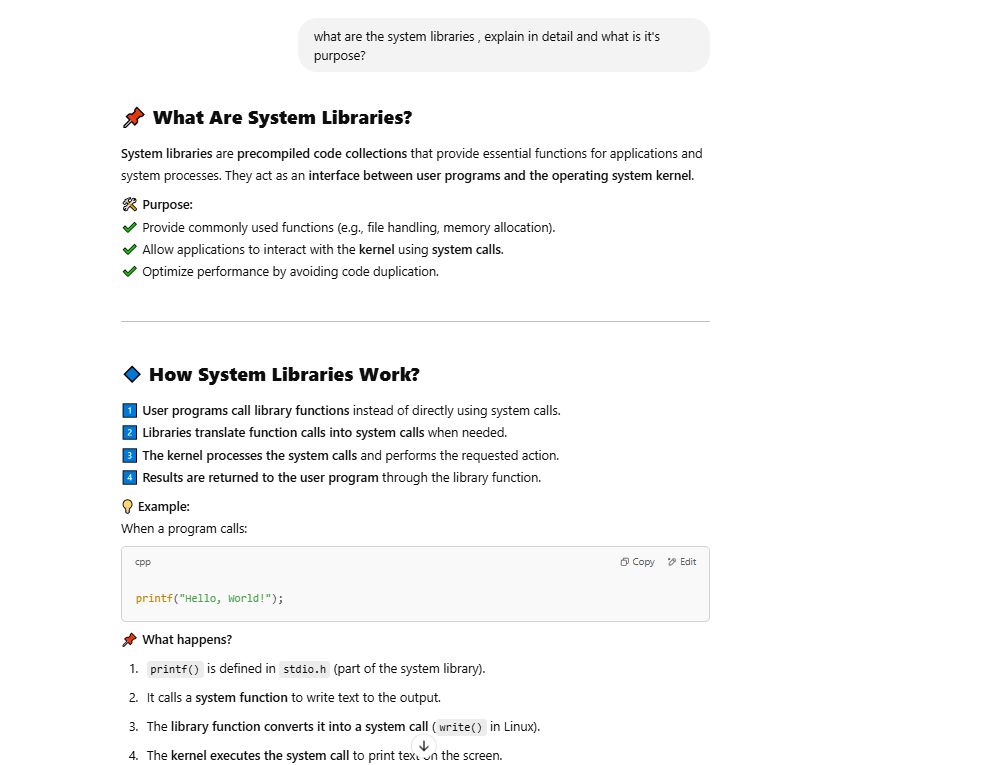 what are the system libraries , explain in detail and what is it's
purpose?
📌 What Are System Libraries?
System libraries are precompiled code collections that provide essential functions for applications and
system processes. They act as an interface between user programs and the operating system kernel.
🛠 Purpose:
✔ Provide commonly used functions (e.g., file handling, memory allocation).
✔ Allow applications to interact with the kernel using system calls.
✔ Optimize performance by avoiding code duplication.
🔷 How System Libraries Work?
1 User programs call library functions instead of directly using system calls.
2 Libraries translate function calls into system calls when needed.
3 The kernel processes the system calls and performs the requested action.
4 Results are returned to the user program through the library function.
💡 Example:
When a program calls:
cpp Copy Edit
printf("Hello, World!");
📌 What happens?
1. printf() is defined in stdio.h (part of the system library).
2. It calls a system function to write text to the output.
3. The library function converts it into a system call (write() in Linux).
4. The kernel executes the system call to print text on the screen.